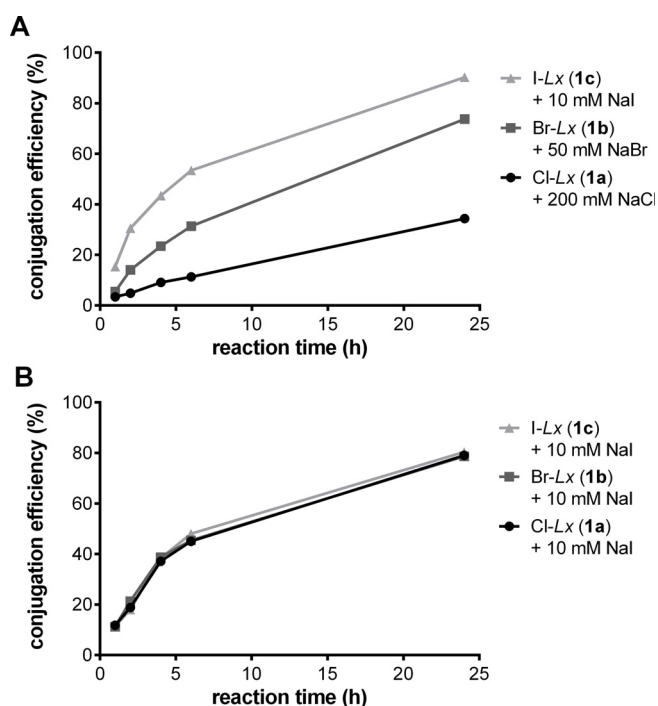 A
conjugation efficiency (%)
100
80
60
40
20
0
0 5 10 15 20 25
reaction time (h)
I-Lx (1c)
+ 10 mM NaI
Br-Lx (1b)
+ 50 mM NaBr
Cl-Lx (1a)
+ 200 mM NaCl
B
conjugation efficiency (%)
100
80
60
40
20
0
0 5 10 15 20 25
reaction time (h)
I-Lx (1c)
+ 10 mM NaI
Br-Lx (1b)
+ 10 mM NaI
Cl-Lx (1a)
+ 10 mM NaI